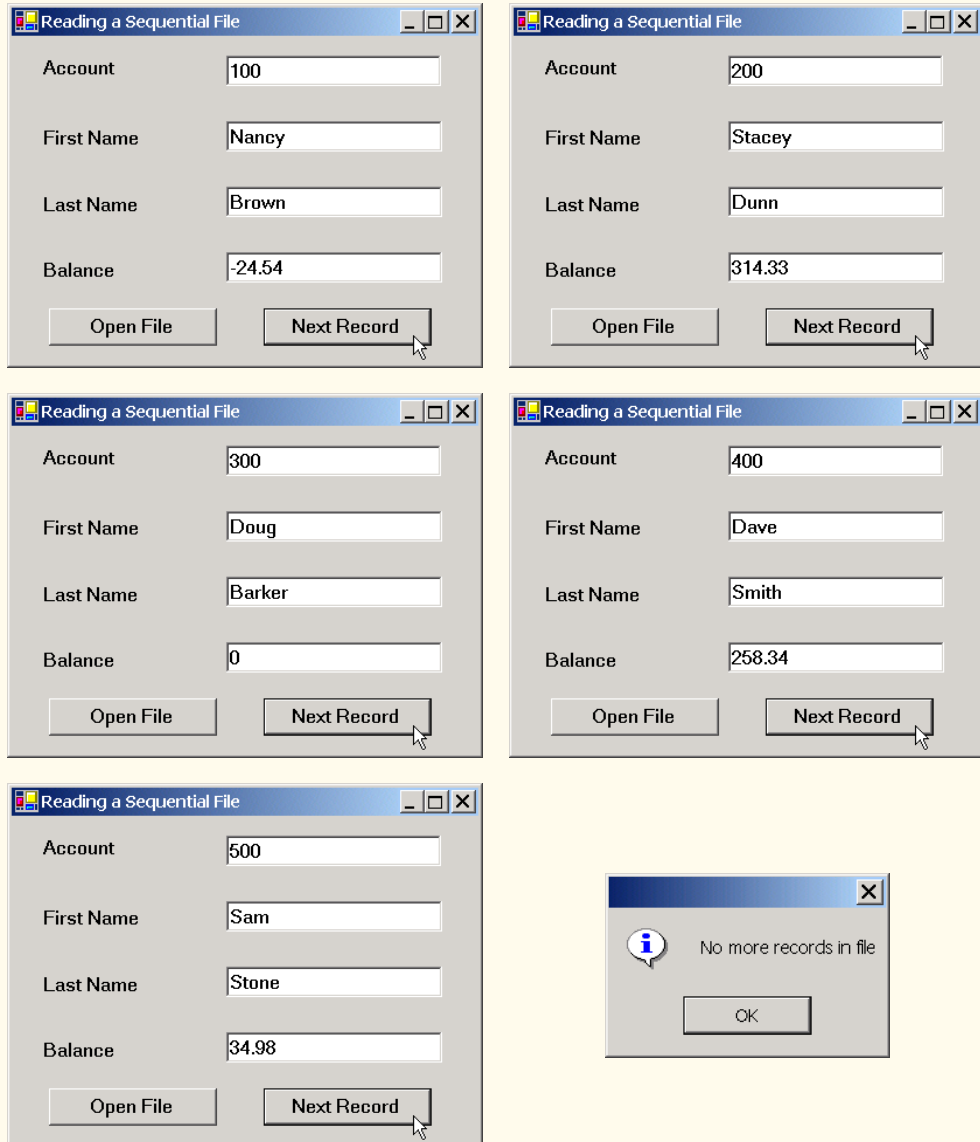 Reading a Sequential File
Account 100
First Name Nancy
Last Name Brown
Balance -24.54
Open File Next Record
Reading a Sequential File
Account 200
First Name Stacey
Last Name Dunn
Balance 314.33
Open File Next Record
Reading a Sequential File
Account 300
First Name Doug
Last Name Barker
Balance 0
Open File Next Record
Reading a Sequential File
Account 400
First Name Dave
Last Name Smith
Balance 258.34
Open File Next Record
Reading a Sequential File
Account 500
First Name Sam
Last Name Stone
Balance 34.98
Open File Next Record
No more records in file
OK